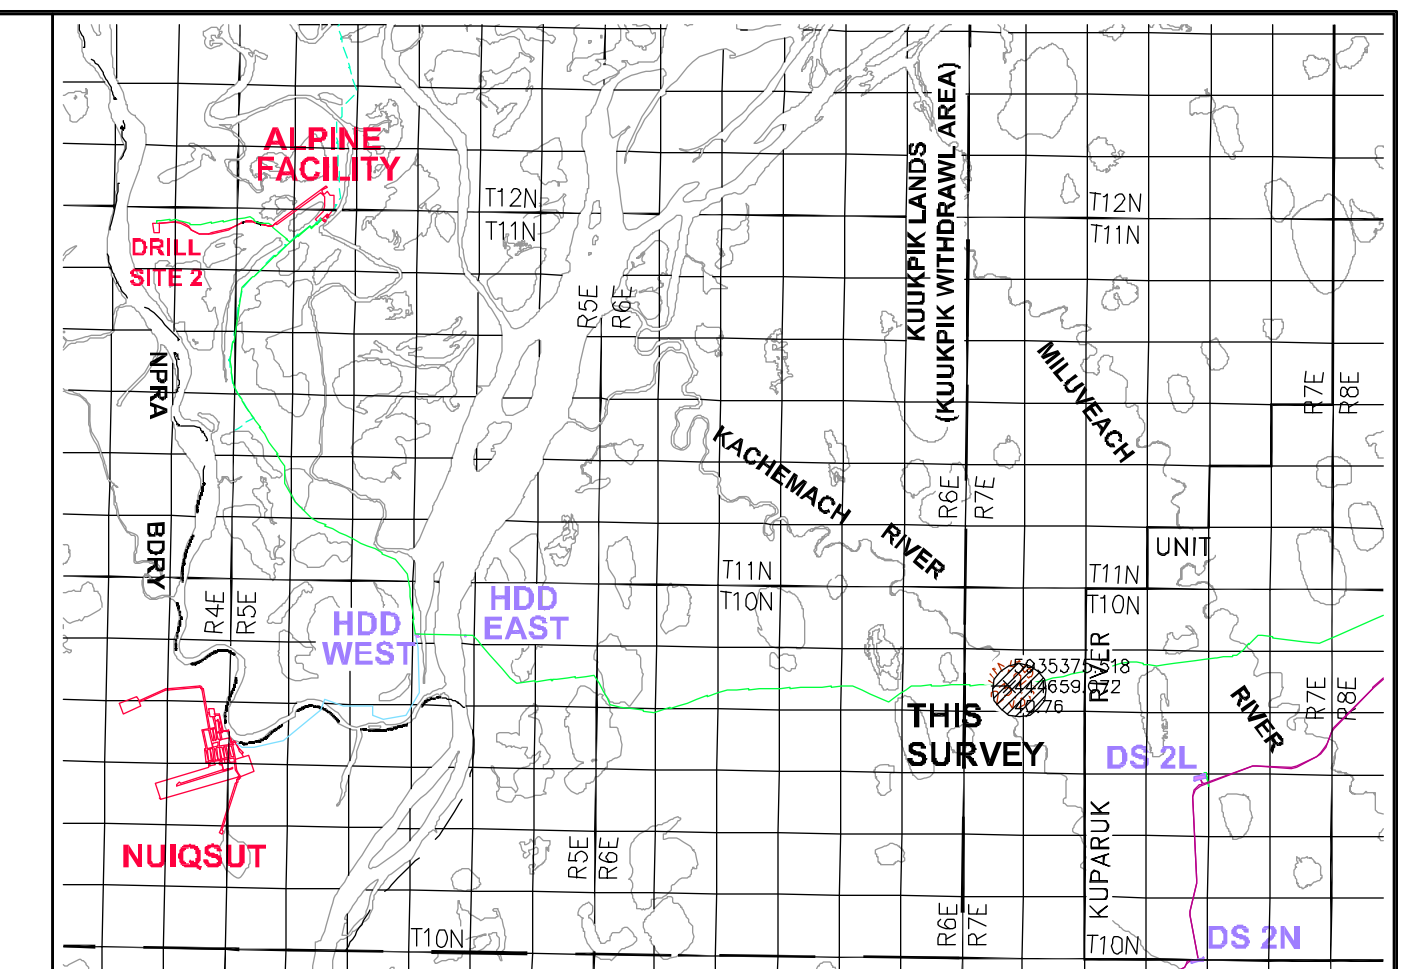 ALPINE
FACILITY
DRILL
SITE 2
T12N
T11N
R5E
R6E
KUUKPIK LANDS
(KUUKPIK WITHDRAWL AREA)
T12N
T11N
MILUVEACH
R7E
R8E
NPRA
BDRY
KACHEMACH
RIVER
R6E
R7E
UNIT
T11N
T10N
T11N
T10N
R4E
R5E
HDD
WEST
HDD
EAST
RIVER
THIS
SURVEY
RIVER
R7E
R8E
DS 2L
NUIQSUT
R5E
R6E
KUPARUK
R6E
R7E
T10N
T10N
DS 2N